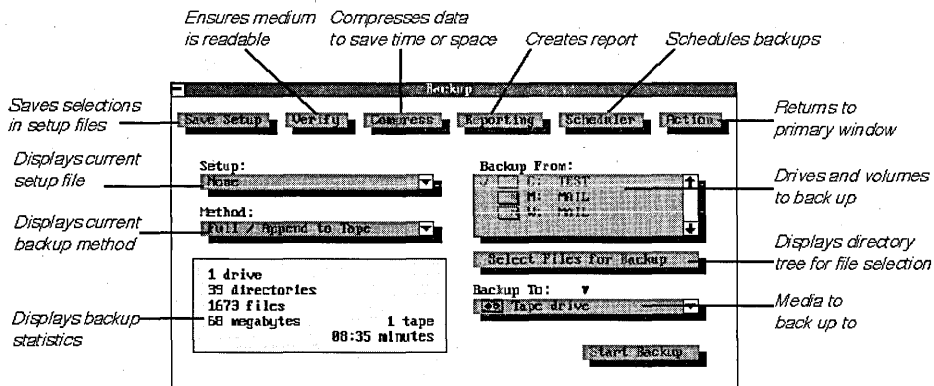 Ensures medium
is readable
Compresses data
to save time or space
Creates report
Schedules backups
Backup
Saves selections
in setup files
Save Setup
Verify
Compress
Reporting
Scheduler
Action
Returns to
primary window
Displays current
setup file
Setup:
None
Backup From:
C: TEST
M: MAIL
MAIL
Drives and volumes
to back up
Displays current
backup method
Method:
Full / Append to Tape
Select Files for Backup
Displays directory
tree for file selection
Displays backup
statistics
1 drive
39 directories
1673 files
68 megabytes 1 tape
08:35 minutes
Backup To:
Tape drive
Media to
back up to
Start Backup